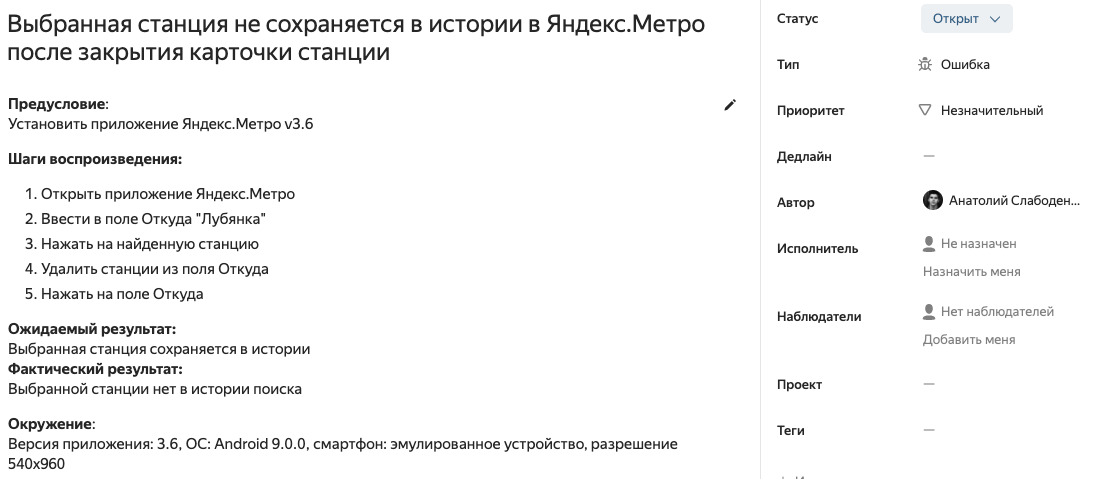 Выбранная станция не сохраняется в истории в Яндекс.Метро
после закрытия карточки станции
Предусловие:
Установить приложение Яндекс.Метро v3.6
Шаги воспроизведения:
1. Открыть приложение Яндекс.Метро
2. Ввести в поле Откуда "Лубянка"
3. Нажать на найденную станцию
4. Удалить станции из поля Откуда
5. Нажать на поле Откуда
Ожидаемый результат:
Выбранная станция сохраняется в истории
Фактический результат:
Выбранной станции нет в истории поиска
Окружение:
Версия приложения: 3.6, ОС: Android 9.0.0, смартфон: эмулированное устройство, разрешение
540x960
Статус
Открыт
Тип
Ошибка
Приоритет
Незначительный
Дедлайн
—
Автор
Анатолий Слабоден...
Исполнитель
Не назначен
Назначить меня
Наблюдатели
Нет наблюдателей
Добавить меня
Проект
—
Теги
—